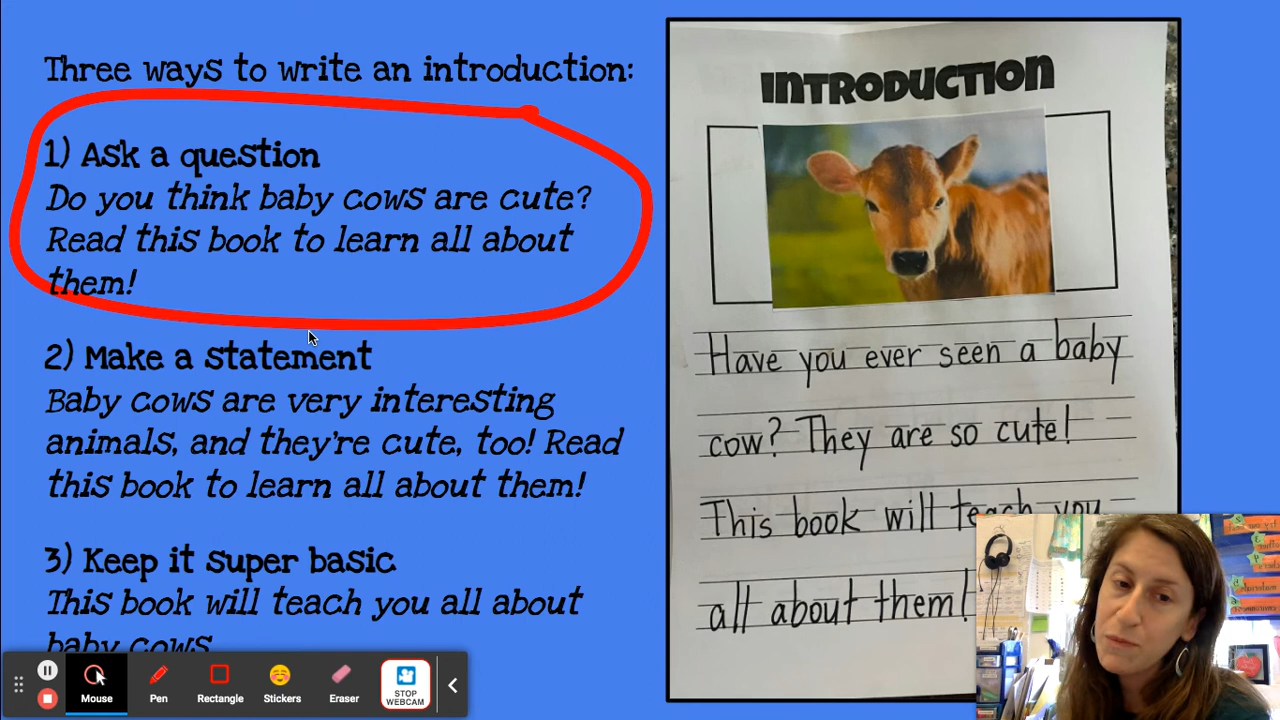 Three ways to write an introduction:
1) Ask a question
Do you think baby cows are cute?
Read this book to learn all about
them!
2) Make a statement
Baby cows are very interesting
animals, and they're cute, too! Read
this book to learn all about them!
3) Keep it super basic
This book will teach you all about
baby cows
INTRODUCTION
Have you ever seen a baby
cow? They are so cute!
This book will teach you
all about them!
Mouse
Pen
Rectangle
Stickers
Eraser
STOP
WEBCAM